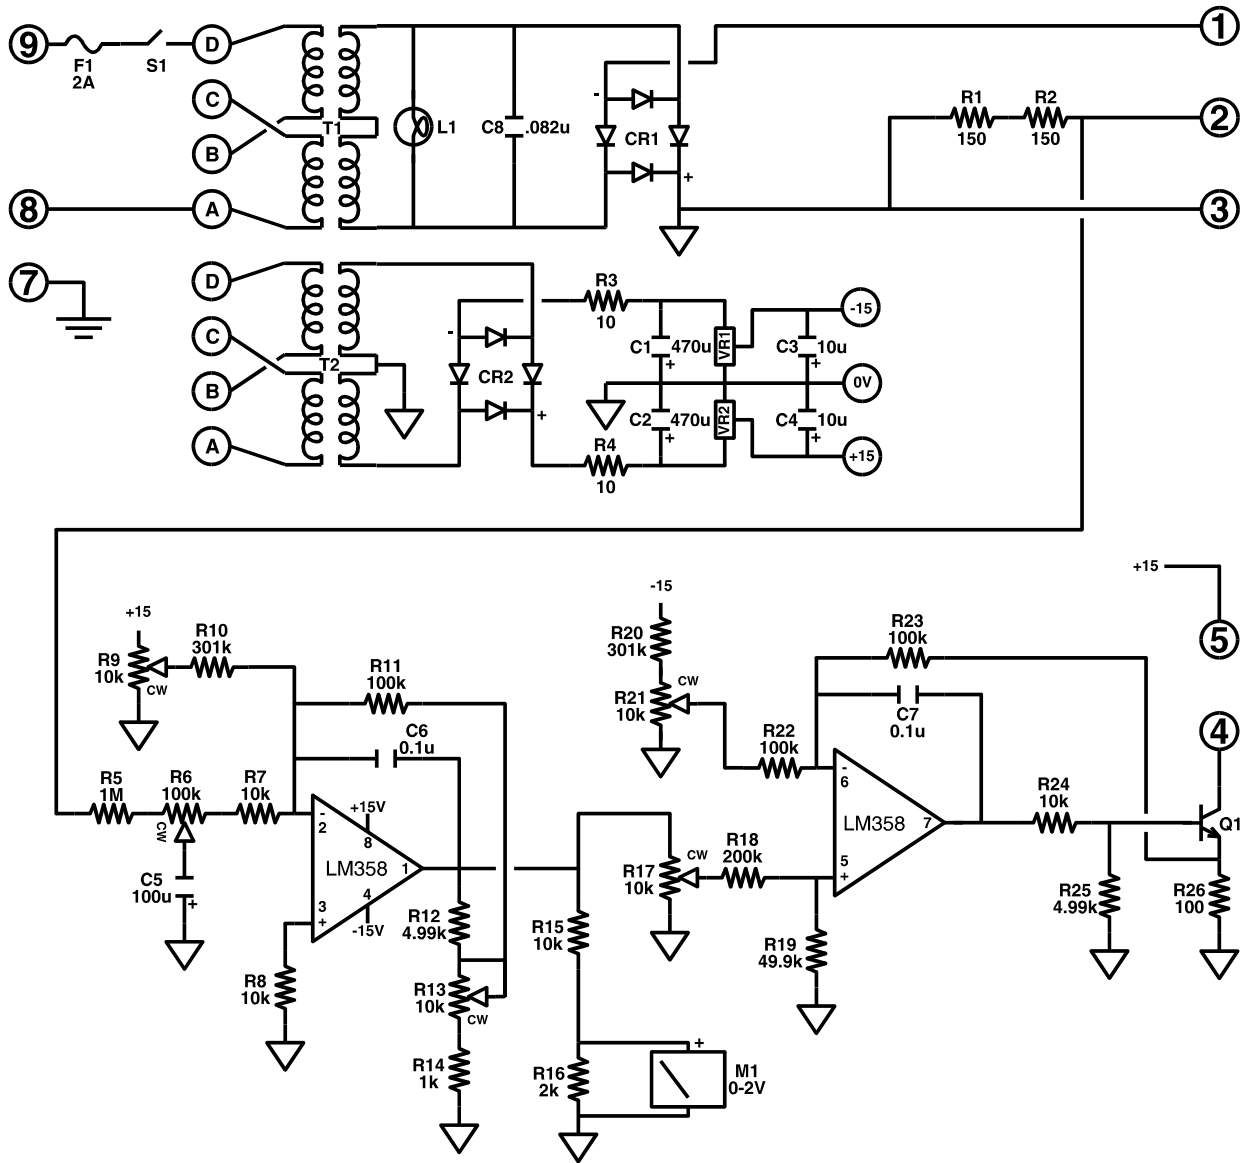 9
F1
2A
S1
D
C
B
8
A
T1
L1
C8
.082u
-
CR1
+
1
R1
150
R2
150
2
3
7
D
C
B
A
T2
-
CR2
+
R3
10
R4
10
C1
470u
+
C2
470u
+
VR1
VR2
C3
10u
+
C4
10u
+
-15
0V
+15
+15
R9
10k
CW
R10
301k
R11
100k
C6
0.1u
R5
1M
R6
100k
CW
R7
10k
C5
100u
+
-
2
+15V
8
LM358
1
3
+
4
-15V
R8
10k
R12
4.99k
R13
10k
CW
R14
1k
R15
10k
R16
2k
+
M1
0-2V
-15
R20
301k
R21
10k
CW
R22
100k
R23
100k
C7
0.1u
R17
10k
CW
R18
200k
R19
49.9k
-
6
LM358
7
5
+
R24
10k
R25
4.99k
Q1
R26
100
+15
5
4